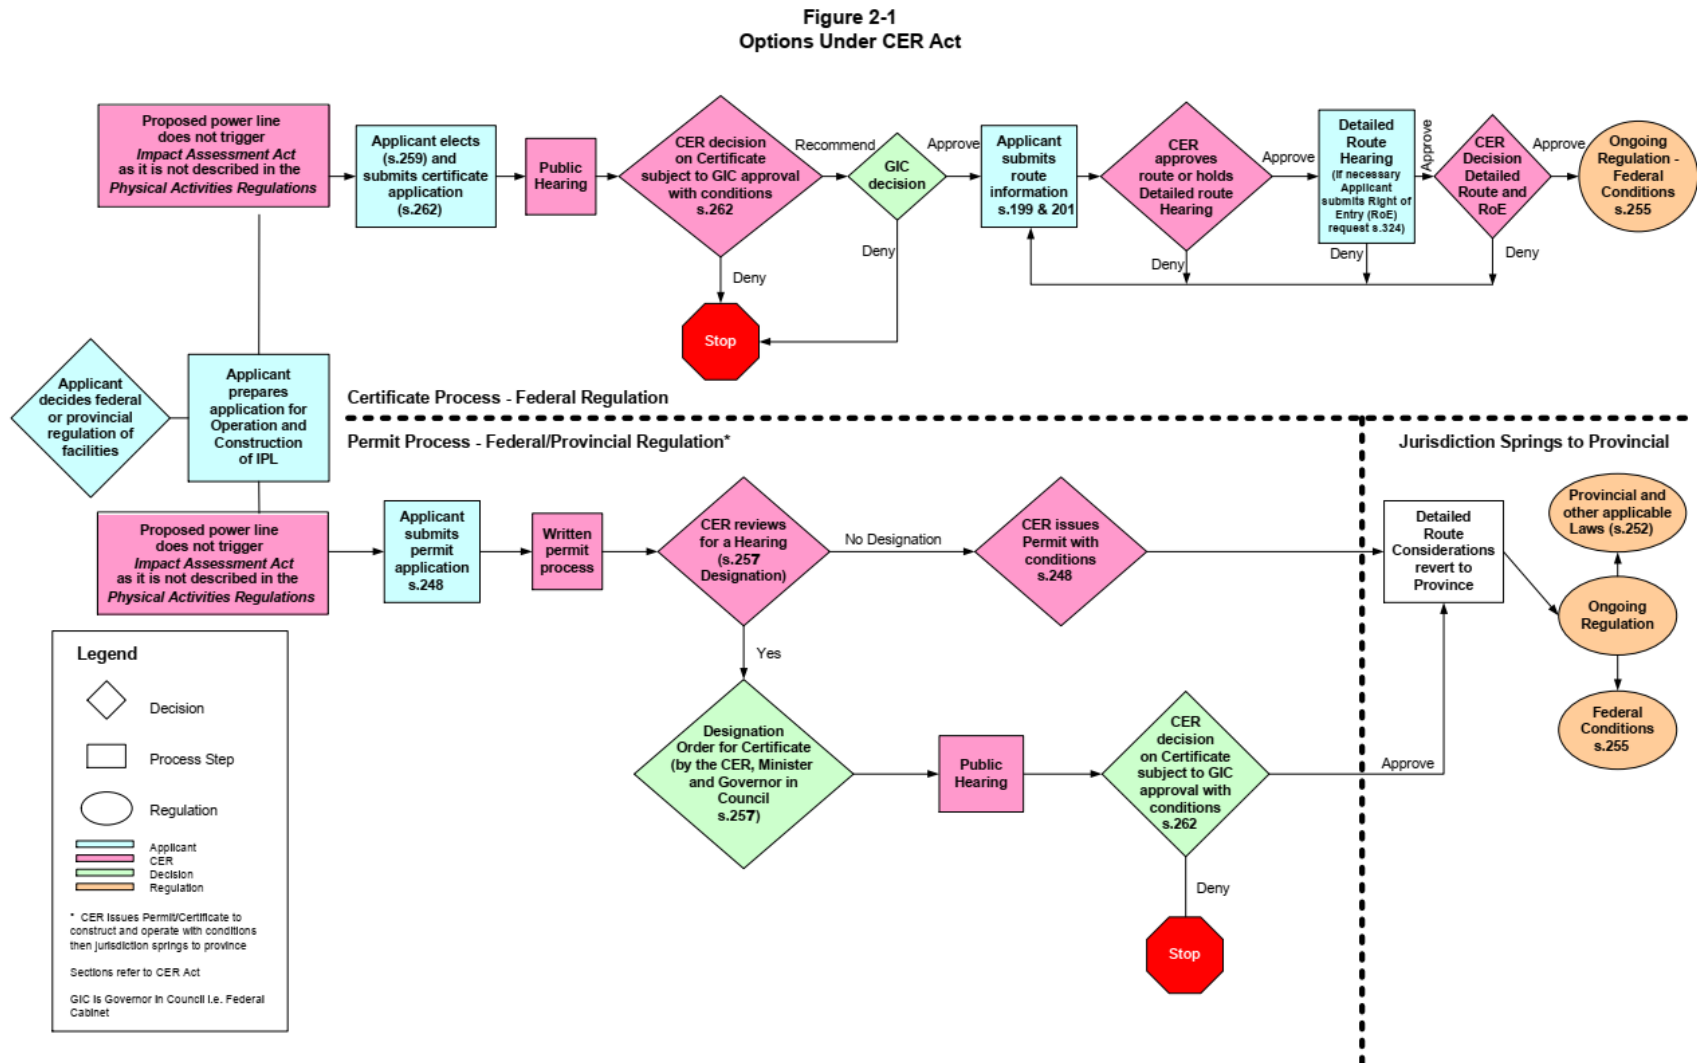 Figure 2-1
Options Under CER Act
Proposed power line
does not trigger
Impact Assessment Act
as it is not described in the
Physical Activities Regulations
Applicant elects
(s.259) and
submits certificate
application
(s.262)
Public
Hearing
CER decision
on Certificate
subject to GIC approval
with conditions
s.262
Recommend
Deny
GIC
decision
Approve
Deny
Stop
Applicant
submits
route
information
s.199 & 201
CER
approves
route or holds
Detailed route
Hearing
Approve
Deny
Detailed
Route
Hearing
(if necessary
Applicant
submits Right of
Entry (RoE)
request s.324)
Approve
Deny
CER
Decision
Detailed
Route and
RoE
Approve
Deny
Ongoing
Regulation -
Federal
Conditions
s.255
Applicant
decides federal
or provincial
regulation of
facilities
Applicant
prepares
application for
Operation and
Construction
of IPL
Certificate Process - Federal Regulation
Permit Process - Federal/Provincial Regulation*
Jurisdiction Springs to Provincial
Proposed power line
does not trigger
Impact Assessment Act
as it is not described in the
Physical Activities Regulations
Applicant
submits
permit
application
s.248
Written
permit
process
CER reviews
for a Hearing
(s.257
Designation)
No Designation
Yes
CER issues
Permit with
conditions
s.248
Detailed
Route
Considerations
revert to
Province
Provincial and
other applicable
Laws (s.252)
Ongoing
Regulation
Federal
Conditions
s.255
Designation
Order for Certificate
(by the CER, Minister
and Governor in
Council
s.257)
Public
Hearing
CER
decision
on Certificate
subject to GIC
approval with
conditions
s.262
Approve
Deny
Stop
Legend
Decision
Process Step
Regulation
Applicant
CER
Decision
Regulation
* CER Issues Permit/Certificate to
construct and operate with conditions
then jurisdiction springs to province
Sections refer to CER Act
GIC is Governor in Council i.e. Federal
Cabinet